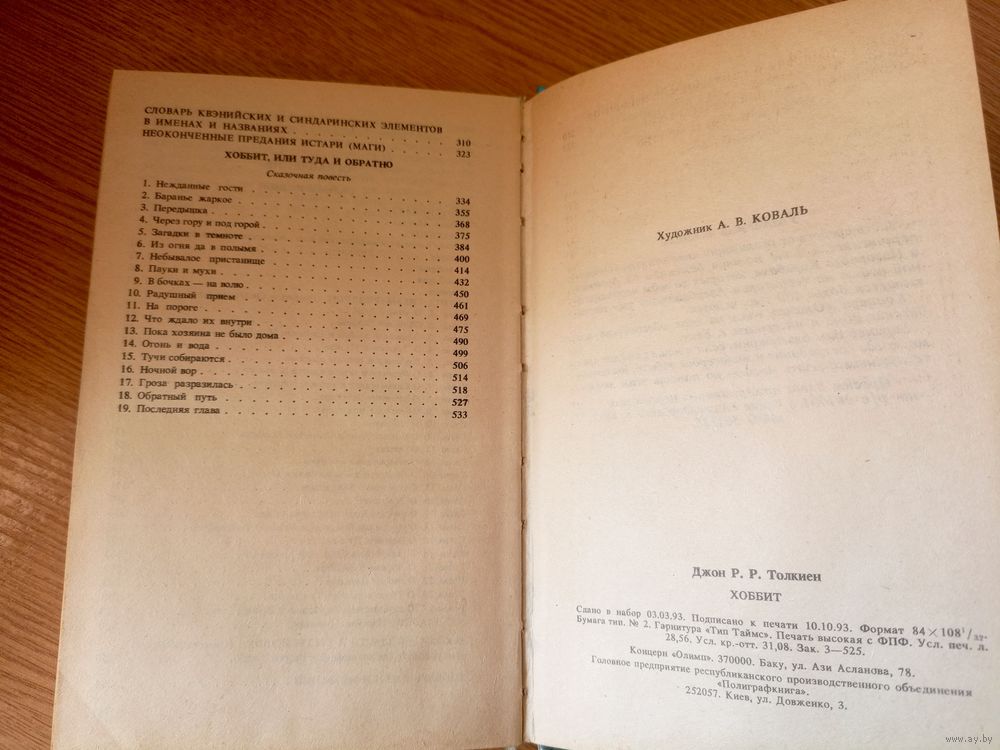 СЛОВАРЬ КВЭНИЙСКИХ И СИНДАРИНСКИХ ЭЛЕМЕНТОВ
В ИМЕНАХ И НАЗВАНИЯХ . . . . . . . . . . . 310
НЕОКОНЧЕННЫЕ ПРЕДАНИЯ ИСТАРИ (МАГИ) . . . . . 323
ХОББИТ, ИЛИ ТУДА И ОБРАТНО
Сказочная повесть
1. Нежданные гости 334
2. Баранье жаркое 355
3. Передышка 368
4. Через гору и под горой 375
5. Загадки в темноте 384
6. Из огня да в полымя 400
7. Небывалое пристанище 414
8. Пауки и мухи 432
9. В бочках — на волю 450
10. Радушный прием 461
11. На пороге 469
12. Что ждало их внутри 475
13. Пока хозяина не было дома 490
14. Огонь и вода 499
15. Тучи собираются 506
16. Ночной вор 514
17. Гроза разразилась 518
18. Обратный путь 527
19. Последняя глава 533
Художник А. В. КОВАЛЬ
Джон Р. Р. Толкиен
ХОББИТ
Сдано в набор 03.03.93. Подписано к печати 10.10.93. Формат 84×108¹/₃₂.
Бумага тип. № 2. Гарнитура «Тип Таймс». Печать высокая с ФПФ. Усл. печ. л.
28,56. Усл. кр.-отт. 31,08. Зак. 3—525.
Концерн «Олимп». 370000. Баку, ул. Ази Асланова, 78.
Головное предприятие республиканского производственного объединения
«Полиграфкнига».
252057. Киев, ул. Довженко, 3.
www.ay.by